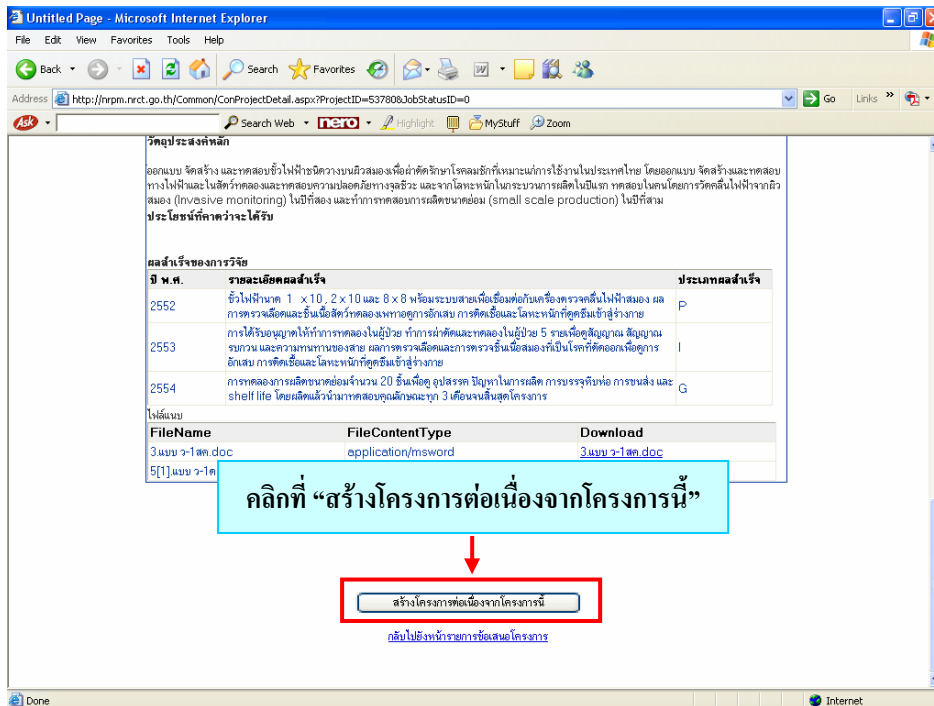 Untitled Page - Microsoft Internet Explorer
File Edit View Favorites Tools Help
Back Search Favorites
Address http://nrpm.nrct.go.th/Common/ConProjectDetail.aspx?ProjectID=53780&JobStatusID=0 Go Links
Ask Search Web nero Highlight MyStuff Zoom
วัตถุประสงค์หลัก
ออกแบบ จัดสร้าง และทดสอบขั้วไฟฟ้าชนิดวางบนผิวสมองเพื่อผ่าตัดรักษาโรคลมชักที่เหมาะแก่การใช้งานในประเทศไทย โดยออกแบบ จัดสร้างและทดสอบ
ทางไฟฟ้าและในสัตว์ทดลองและทดสอบความปลอดภัยทางจุลชีวะ และจากโลหะหนักในกระบวนการผลิตในปีแรก ทดสอบในคนโดยการวัดคลื่นไฟฟ้าจากผิว
สมอง (Invasive monitoring) ในปีที่สอง และทำการทดสอบการผลิตขนาดย่อม (small scale production) ในปีที่สาม
ประโยชน์ที่คาดว่าจะได้รับ
ผลสำเร็จของการวิจัย
ปี พ.ศ. รายละเอียดผลสำเร็จ ประเภทผลสำเร็จ
2552 ขั้วไฟฟ้าขนาด 1 x 10 , 2 x 10 และ 8 x 8 พร้อมระบบสายเพื่อเชื่อมต่อกับเครื่องตรวจคลื่นไฟฟ้าสมอง ผล P
การตรวจเลือดและชิ้นเนื้อสัตว์ทดลองเพทาอดูการอักเสบ การติดเชื้อและโลหะหนักที่ดูดซึมเข้าสู่ร่างกาย
2553 การได้รับอนุญาตให้ทำการทดลองในผู้ป่วย ทำการผ่าตัดและทดลองในผู้ป่วย 5 รายเพื่อดูสัญญาณ สัญญาณ I
รบกวน และความทนทานของสาย ผลการตรวจเลือดและการตรวจชิ้นเนื้อสมองที่เป็นโรคที่ตัดออกเพื่อดูการ
อักเสบ การติดเชื้อและโลหะหนักที่ดูดซึมเข้าสู่ร่างกาย
2554 การทดลองการผลิตขนาดย่อมจำนวน 20 ชิ้นเพื่อดู อุปสรรค ปัญหาในการผลิต การบรรจุหีบห่อ การขนส่ง และ G
shelf life โดยผลิตแล้วนำมาทดสอบคุณลักษณะทุก 3 เดือนจนสิ้นสุดโครงการ
ไฟล์แนบ
FileName FileContentType Download
3.แบบ ว-1สค.doc application/msword 3.แบบ ว-1สค.doc
5[1].แบบ ว-1ค
คลิกที่ “สร้างโครงการต่อเนื่องจากโครงการนี้”
สร้างโครงการต่อเนื่องจากโครงการนี้
กลับไปยังหน้ารายการข้อเสนอโครงการ
Done Internet